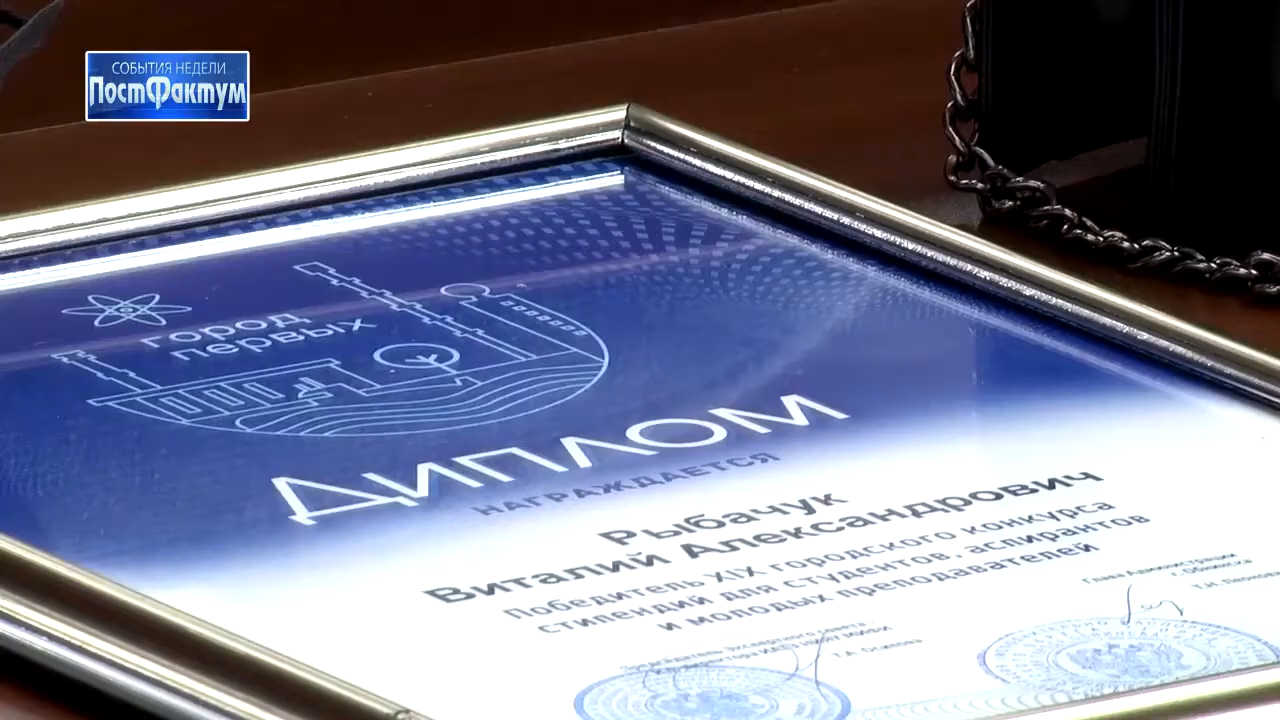 СОБЫТИЯ НЕДЕЛИ
ПостФактум
город
первых
ДИПЛОМ
НАГРАЖДАЕТСЯ
Рыбачук
Виталий Александрович
Победитель XIX городского конкурса
стипендий для студентов, аспирантов
и молодых преподавателей
Глава Администрации
г. Обнинска
Т.А. Осипова